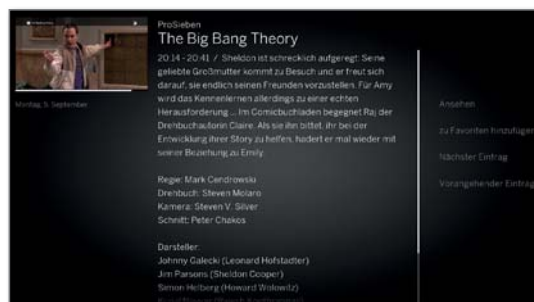 ProSieben
The Big Bang Theory
20:14 - 20:41 / Sheldon ist schrecklich aufgeregt: Seine
geliebte Großmutter kommt zu Besuch und er freut sich
darauf, sie endlich seinen Freunden vorzustellen. Für Amy
wird das Kennenlernen allerdings zu einer echten
Herausforderung ... Im Comicbuchladen begegnet Raj der
Drehbuchautorin Claire. Als sie ihn bittet, ihr bei der
Entwicklung ihrer Story zu helfen, hadert er mal wieder mit
seiner Beziehung zu Emily.
Regie: Mark Cendrowski
Drehbuch: Steven Molaro
Kamera: Steven V. Silver
Schnitt: Peter Chakos
Darsteller:
Johnny Galecki (Leonard Hofstadter)
Jim Parsons (Sheldon Cooper)
Simon Helberg (Howard Wolowitz)
Montag, 5. September
Ansehen
zu Favoriten hinzufügen
Nächster Eintrag
Vorangehender Eintrag